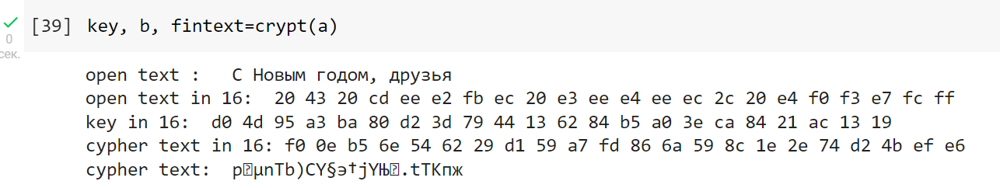 [39] key, b, fintext=crypt(a)
0
сек.
open text :   С Новым годом, друзья
open text in 16:  20 43 20 cd ee e2 fb ec 20 e3 ee e4 ee ec 2c 20 e4 f0 f3 e7 fc ff
key in 16:  d0 4d 95 a3 ba 80 d2 3d 79 44 13 62 84 b5 a0 3e ca 84 21 ac 13 19
cypher text in 16: f0 0e b5 6e 54 62 29 d1 59 a7 fd 86 6a 59 8c 1e 2e 74 d2 4b ef e6
cypher text:  р�µnTb)СY§э†jYЊ�.tТKпж